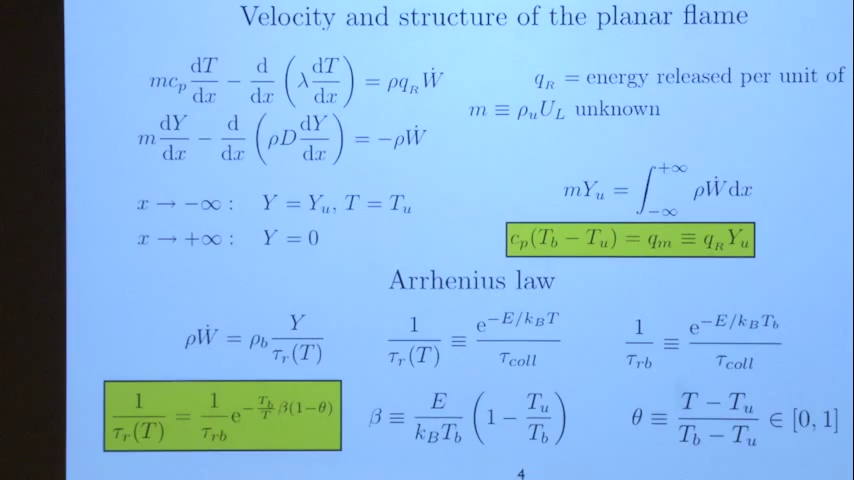 Velocity and structure of the planar flame
mc_p dT/dx − d/dx (λ dT/dx) = ρq_R Ẇ
q_R = energy released per unit of
m ≡ ρ_u U_L unknown
m dY/dx − d/dx (ρD dY/dx) = −ρẆ
x → −∞ : Y = Y_u, T = T_u
mY_u = ∫_{−∞}^{+∞} ρẆdx
x → +∞ : Y = 0
c_p(T_b − T_u) = q_m ≡ q_R Y_u
Arrhenius law
ρẆ = ρ_b Y/τ_r(T)
1/τ_r(T) ≡ e^{−E/k_B T}/τ_coll
1/τ_rb ≡ e^{−E/k_B T_b}/τ_coll
1/τ_r(T) = 1/τ_rb e^{−T_b/T β(1−θ)}
β ≡ E/k_B T_b (1 − T_u/T_b)
θ ≡ T − T_u/T_b − T_u ∈ [0, 1]
4